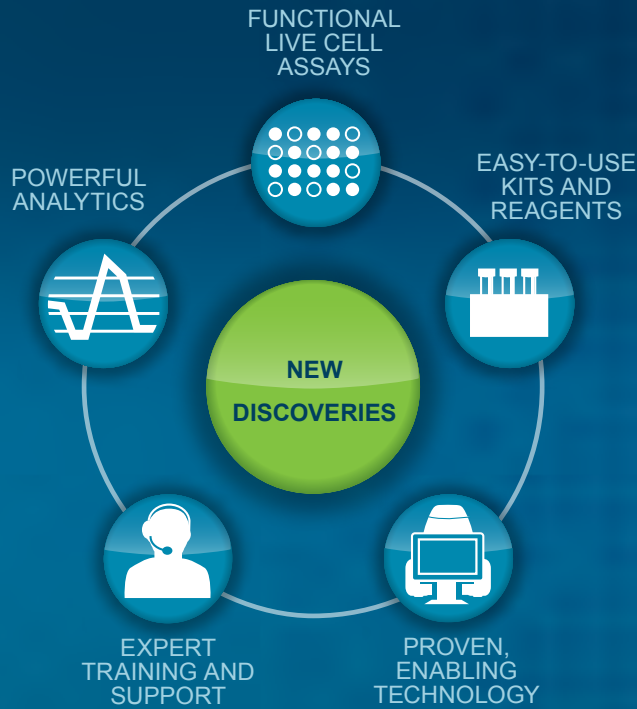 FUNCTIONAL
LIVE CELL
ASSAYS
EASY-TO-USE
KITS AND
REAGENTS
POWERFUL
ANALYTICS
NEW
DISCOVERIES
EXPERT
TRAINING AND
SUPPORT
PROVEN,
ENABLING
TECHNOLOGY